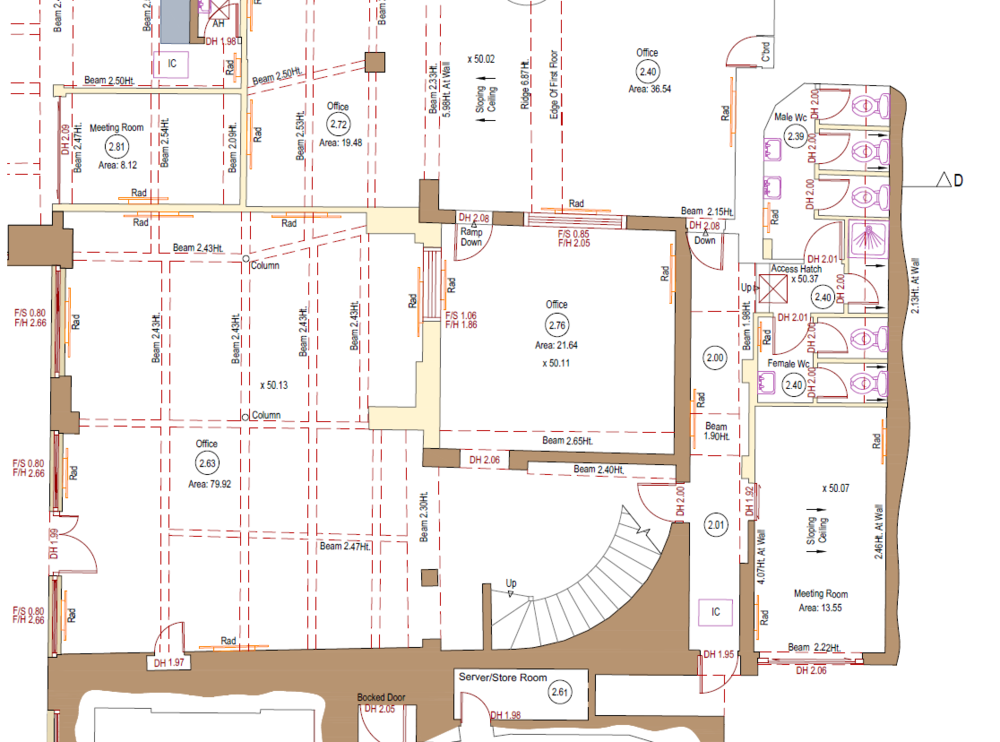 Beam 2.
Beam 2.
Beam 2.
AH
DH 1.98
Rad
IC
Rad
Beam 2.50Ht.
Beam 2.50Ht.
Beam 2.33Ht.
5.98Ht. At Wall
x 50.02
Sloping
Ceiling
Ridge 6.87Ht.
Edge Of First Floor
Office
2.40
Area: 36.54
C'brd
Rad
DH 2.09
Beam 2.47Ht.
Meeting Room
2.81
Area: 8.12
Beam 2.54Ht.
Beam 2.09Ht.
Rad
Beam 2.53Ht.
Office
2.72
Area: 19.48
Male Wc
2.39
DH 2.00
DH 2.00
DH 2.00
Rad
D
Rad
Rad
Rad
Rad
DH 2.08
Ramp
Down
F/S 0.85
F/H 2.05
Beam 2.15Ht.
DH 2.08
Down
Beam 2.43Ht.
Column
DH 2.01
Access Hatch
x 50.37
Up
2.40
DH 2.00
DH 2.01
2.13Ht. At Wall
F/S 0.80
F/H 2.66
Rad
Beam 2.43Ht.
Beam 2.43Ht.
Beam 2.43Ht.
Beam 2.43Ht.
Rad
Rad
F/S 1.06
F/H 1.86
Office
2.76
Area: 21.64
x 50.11
Rad
Beam 1.98Ht.
2.00
Rad
Female Wc
2.40
DH 2.00
x 50.13
Column
Rad
Beam
1.90Ht.
Beam 2.65Ht.
DH 2.06
Beam 2.40Ht.
Office
2.63
Area: 79.92
F/S 0.80
F/H 2.66
Rad
Rad
DH 2.00
DH 1.92
x 50.07
Sloping
Ceiling
2.46Ht. At Wall
4.07Ht. At Wall
2.01
Beam 2.30Ht.
DH 1.99
Beam 2.47Ht.
Up
Meeting Room
Area: 13.55
F/S 0.80
F/H 2.66
Rad
IC
Rad
Rad
DH 1.97
DH 1.95
Beam 2.22Ht.
DH 2.06
Server/Store Room
2.61
Bocked Door
DH 2.05
DH 1.98